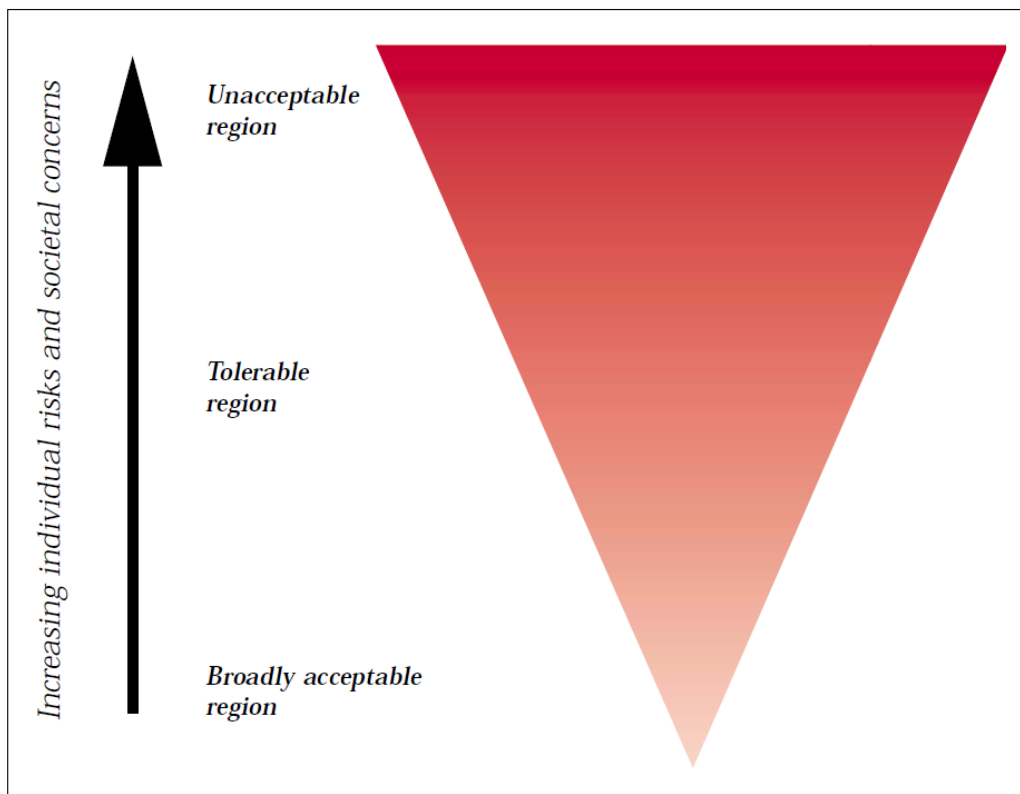 Increasing individual risks and societal concerns
Unacceptable
region
Tolerable
region
Broadly acceptable
region